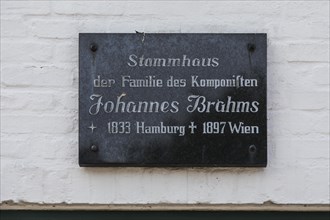 Stammhaus
der Familie des Komponisten
Johannes Brahms
✶ 1833 Hamburg ✝ 1897 Wien